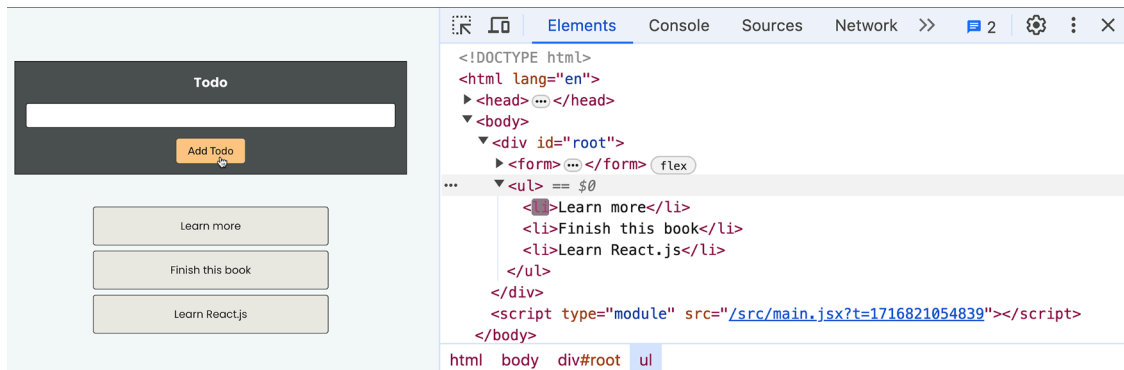 Todo
Add Todo
Learn more
Finish this book
Learn React.js
Elements Console Sources Network 2
<!DOCTYPE html>
<html lang="en">
<head> ••• </head>
<body>
<div id="root">
<form> ••• </form> flex
••• <ul> == $0
<li>Learn more</li>
<li>Finish this book</li>
<li>Learn React.js</li>
</ul>
</div>
<script type="module" src="/src/main.jsx?t=1716821054839"></script>
</body>
html body div#root ul